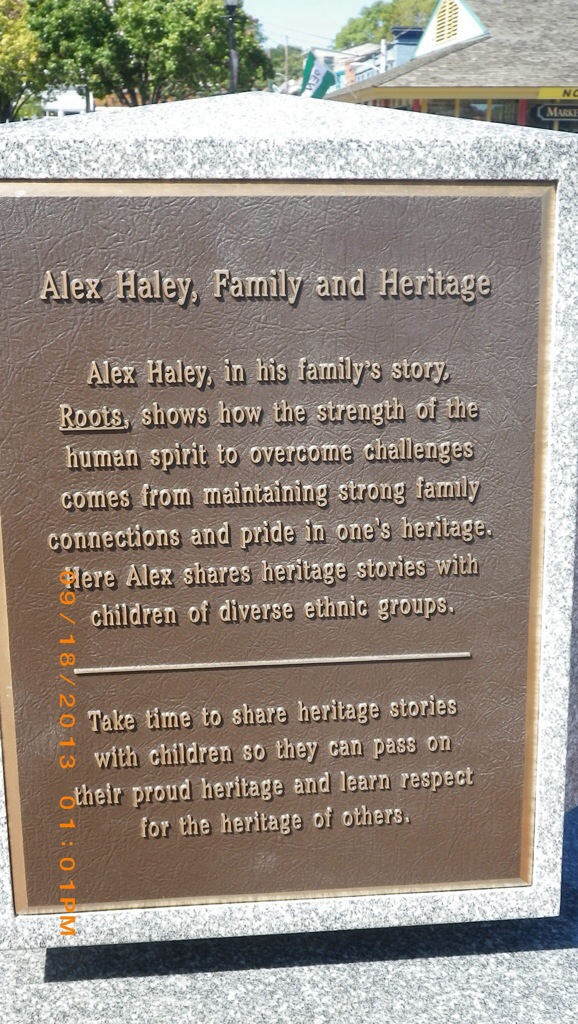 Alex Haley, Family and Heritage
Alex Haley, in his family's story,
Roots, shows how the strength of the
human spirit to overcome challenges
comes from maintaining strong family
connections and pride in one's heritage.
Here Alex shares heritage stories with
children of diverse ethnic groups.
Take time to share heritage stories
with children so they can pass on
their proud heritage and learn respect
for the heritage of others.
09/18/2013 01:01PM